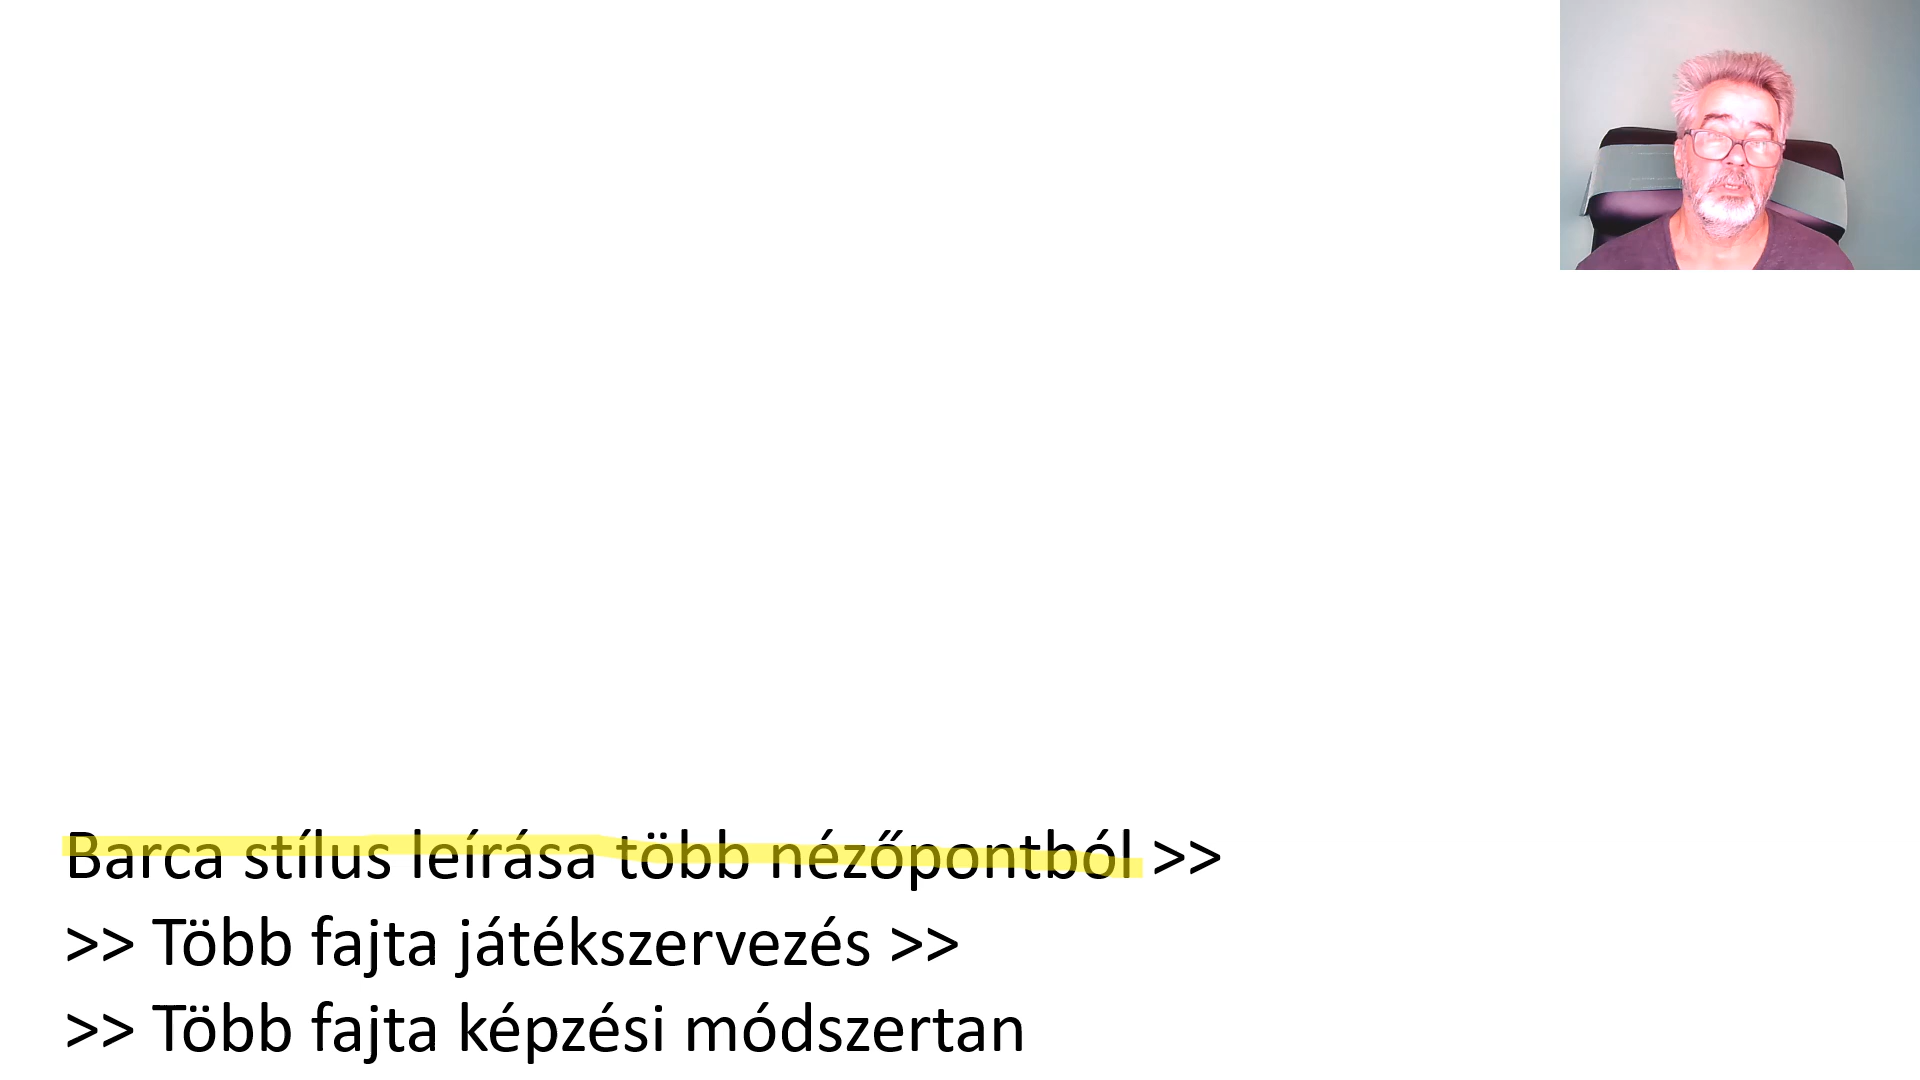 Barca stílus leírása több nézőpontból >>
>> Több fajta játékszervezés >>
>> Több fajta képzési módszertan